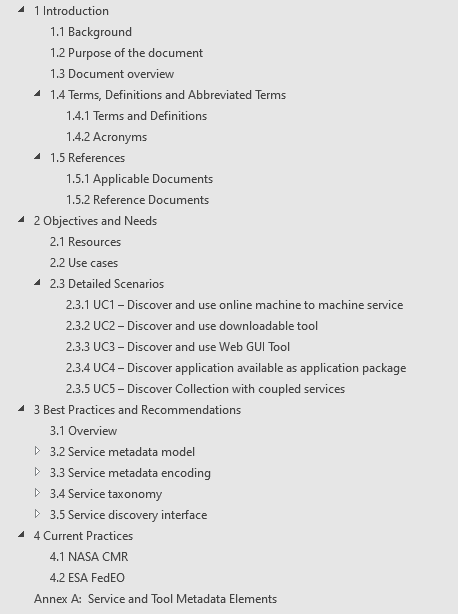 1 Introduction
1.1 Background
1.2 Purpose of the document
1.3 Document overview
1.4 Terms, Definitions and Abbreviated Terms
1.4.1 Terms and Definitions
1.4.2 Acronyms
1.5 References
1.5.1 Applicable Documents
1.5.2 Reference Documents
2 Objectives and Needs
2.1 Resources
2.2 Use cases
2.3 Detailed Scenarios
2.3.1 UC1 – Discover and use online machine to machine service
2.3.2 UC2 – Discover and use downloadable tool
2.3.3 UC3 – Discover and use Web GUI Tool
2.3.4 UC4 – Discover application available as application package
2.3.5 UC5 – Discover Collection with coupled services
3 Best Practices and Recommendations
3.1 Overview
3.2 Service metadata model
3.3 Service metadata encoding
3.4 Service taxonomy
3.5 Service discovery interface
4 Current Practices
4.1 NASA CMR
4.2 ESA FedEO
Annex A:  Service and Tool Metadata Elements